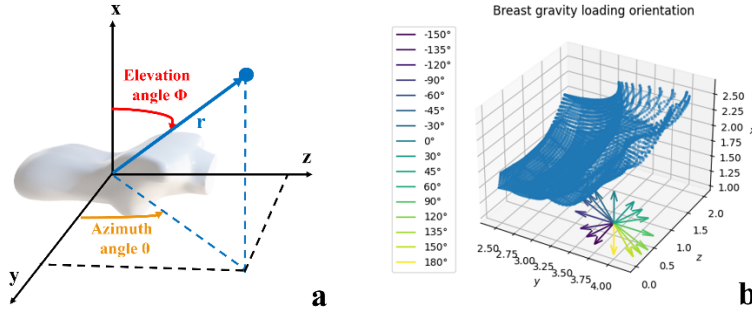 x
Elevation
angle Φ
r
z
Azimuth
angle θ
y
a
Breast gravity loading orientation
-150°
-135°
-120°
-90°
-60°
-45°
-30°
0°
30°
45°
60°
90°
120°
135°
150°
180°
2.50
2.75
3.00
3.25
3.50
3.75
4.00
y
0.0
0.5
1.0
1.5
2.0
z
1.00
1.25
1.50
1.75
2.00
2.25
2.50
x
b